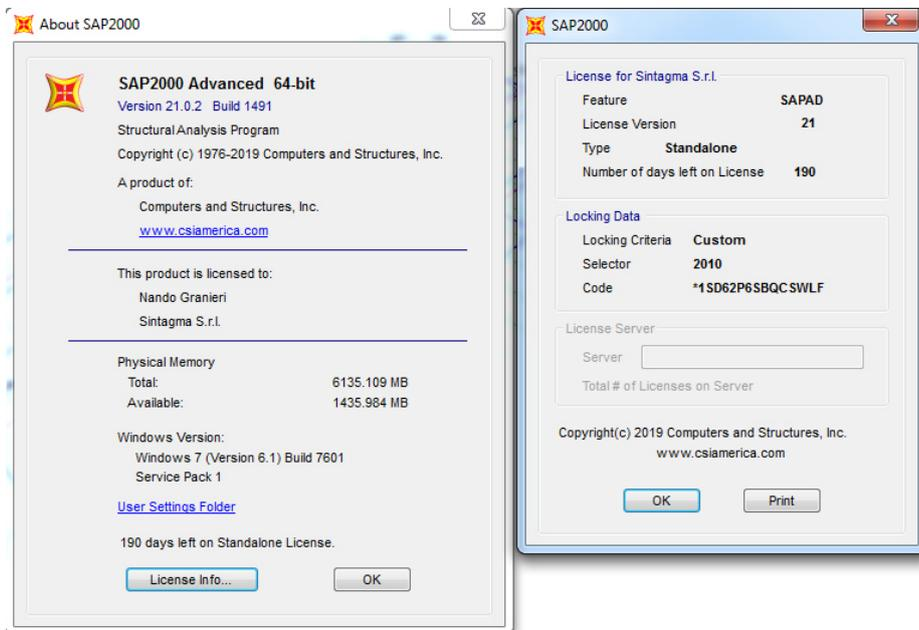 About SAP2000
SAP2000 Advanced 64-bit
Version 21.0.2 Build 1491
Structural Analysis Program
Copyright (c) 1976-2019 Computers and Structures, Inc.
A product of:
Computers and Structures, Inc.
www.csiamerica.com
This product is licensed to:
Nando Granieri
Sintagma S.r.l.
Physical Memory
Total: 6135.109 MB
Available: 1435.984 MB
Windows Version:
Windows 7 (Version 6.1) Build 7601
Service Pack 1
User Settings Folder
190 days left on Standalone License.
License Info... OK
SAP2000
License for Sintagma S.r.l.
Feature SAPAD
License Version 21
Type Standalone
Number of days left on License 190
Locking Data
Locking Criteria Custom
Selector 2010
Code *1SD62P6SBQCSWLF
License Server
Server
Total # of Licenses on Server
Copyright(c) 2019 Computers and Structures, Inc.
www.csiamerica.com
OK Print